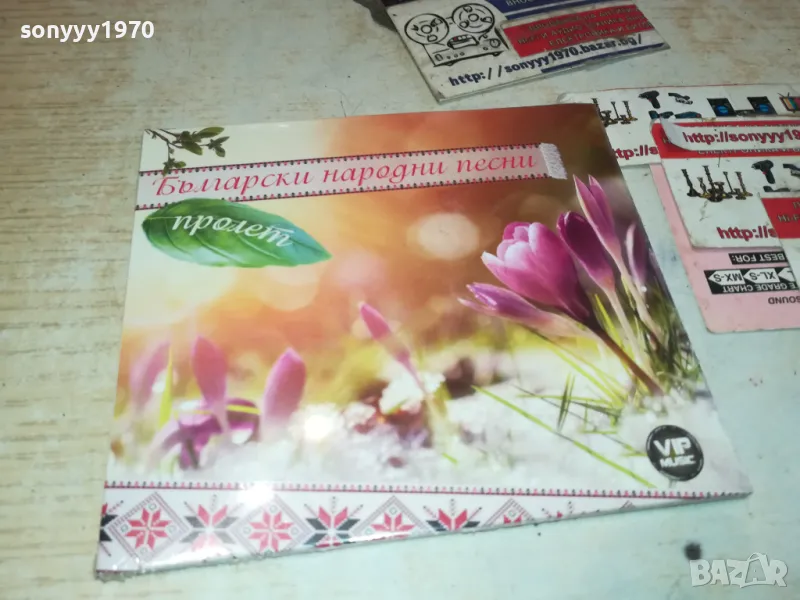 sonyyy1970
http://sonyyy1970.bazar.bg/
http://sonyyy197
http://s
BEST FOR:
E GRADE CHART
XL-S
MX-S
SOUND
Български народни песни
пролет
VIP
MUSIC
BAZAR